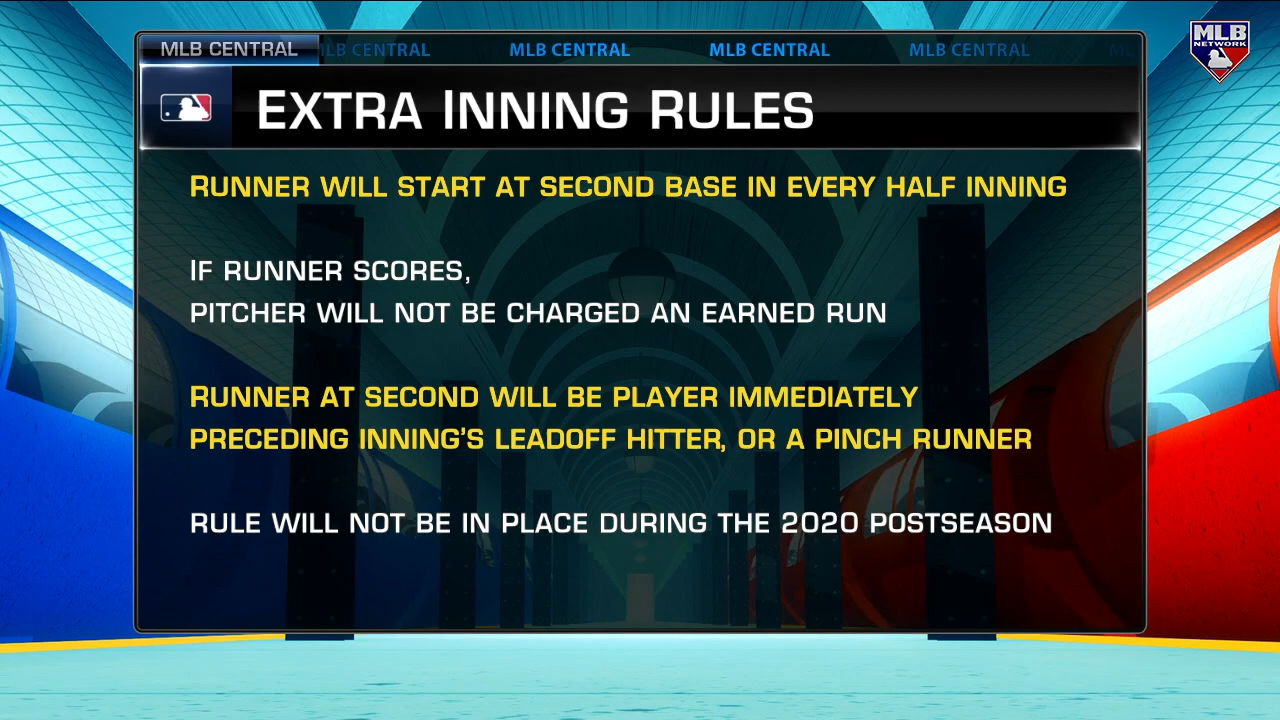 MLB CENTRAL LB CENTRAL MLB CENTRAL MLB CENTRAL MLB CENTRAL
MLB
NETWORK
EXTRA INNING RULES
RUNNER WILL START AT SECOND BASE IN EVERY HALF INNING
IF RUNNER SCORES,
PITCHER WILL NOT BE CHARGED AN EARNED RUN
RUNNER AT SECOND WILL BE PLAYER IMMEDIATELY
PRECEDING INNING'S LEADOFF HITTER, OR A PINCH RUNNER
RULE WILL NOT BE IN PLACE DURING THE 2020 POSTSEASON